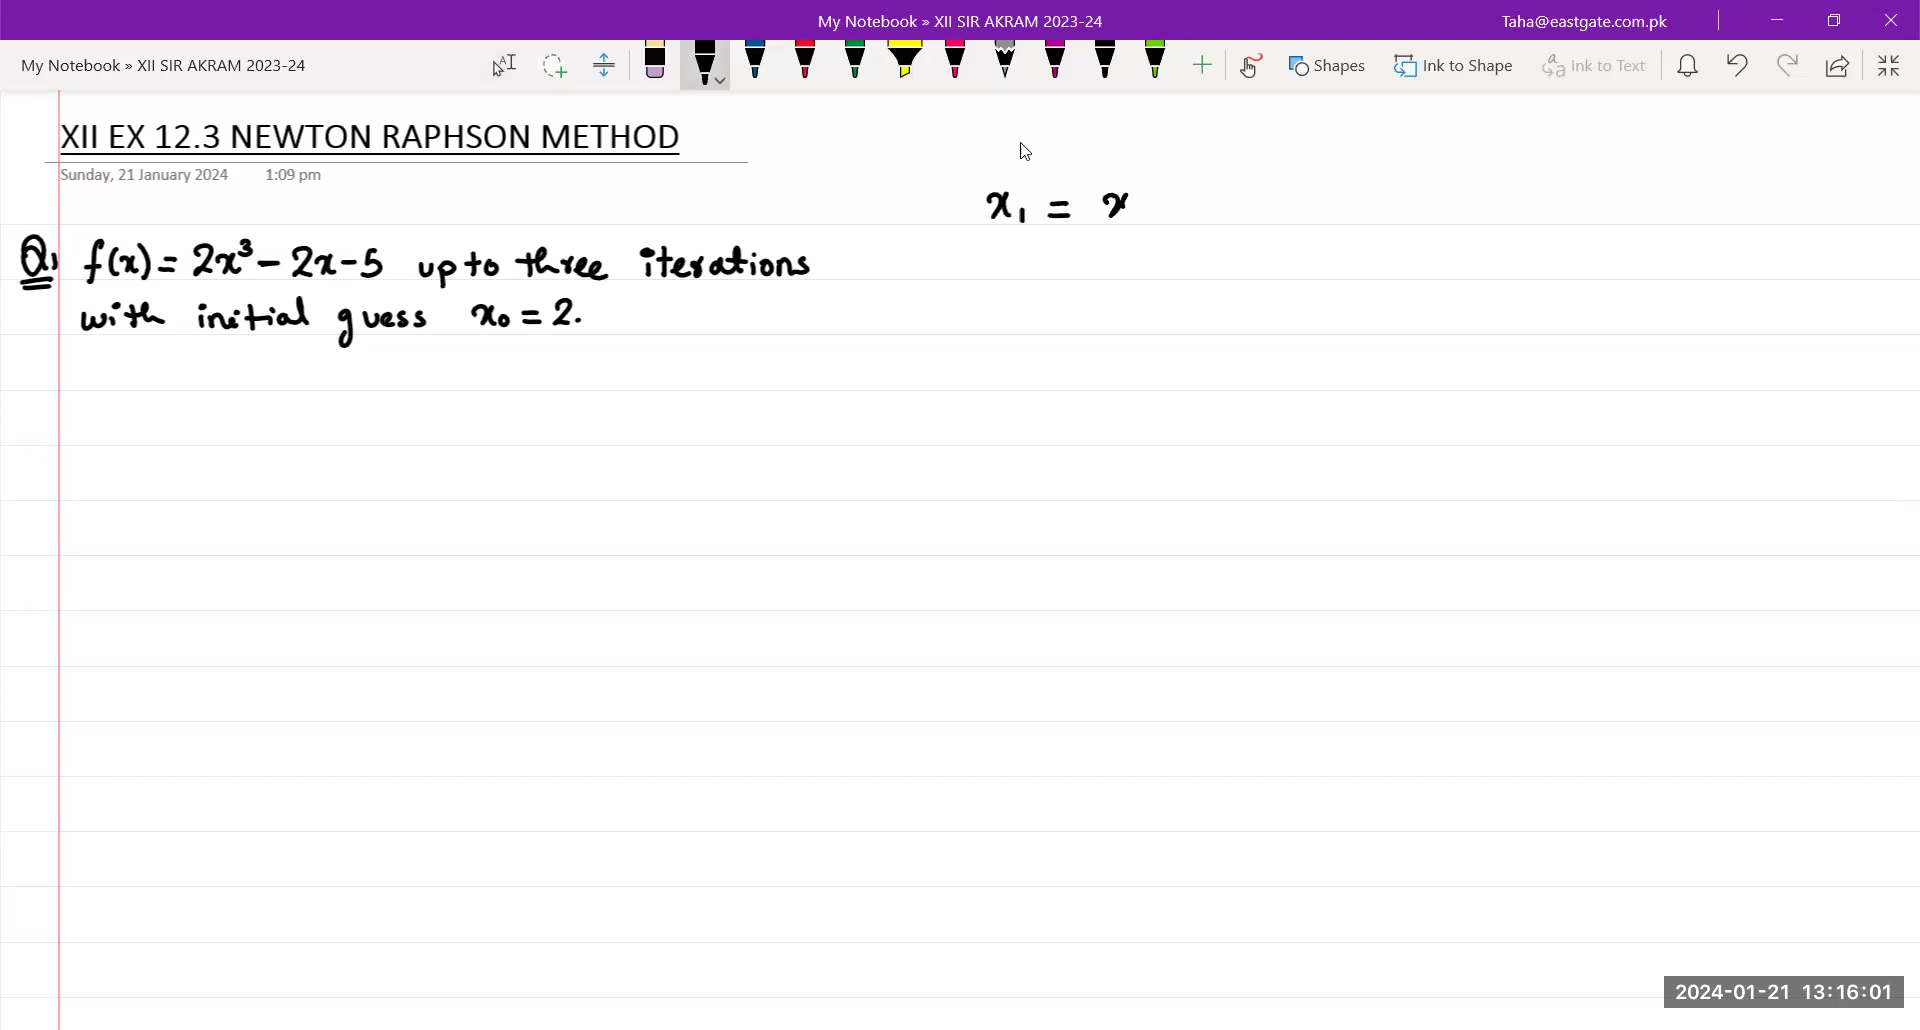 My Notebook » XII SIR AKRAM 2023-24
Taha@eastgate.com.pk
My Notebook » XII SIR AKRAM 2023-24
Shapes
Ink to Shape
Ink to Text
XII EX 12.3 NEWTON RAPHSON METHOD
Sunday, 21 January 2024 1:09 pm
x₁ = x
Q1 f(x) = 2x³ − 2x − 5 up to three iterations
with initial guess x₀ = 2.
2024-01-21 13:16:01